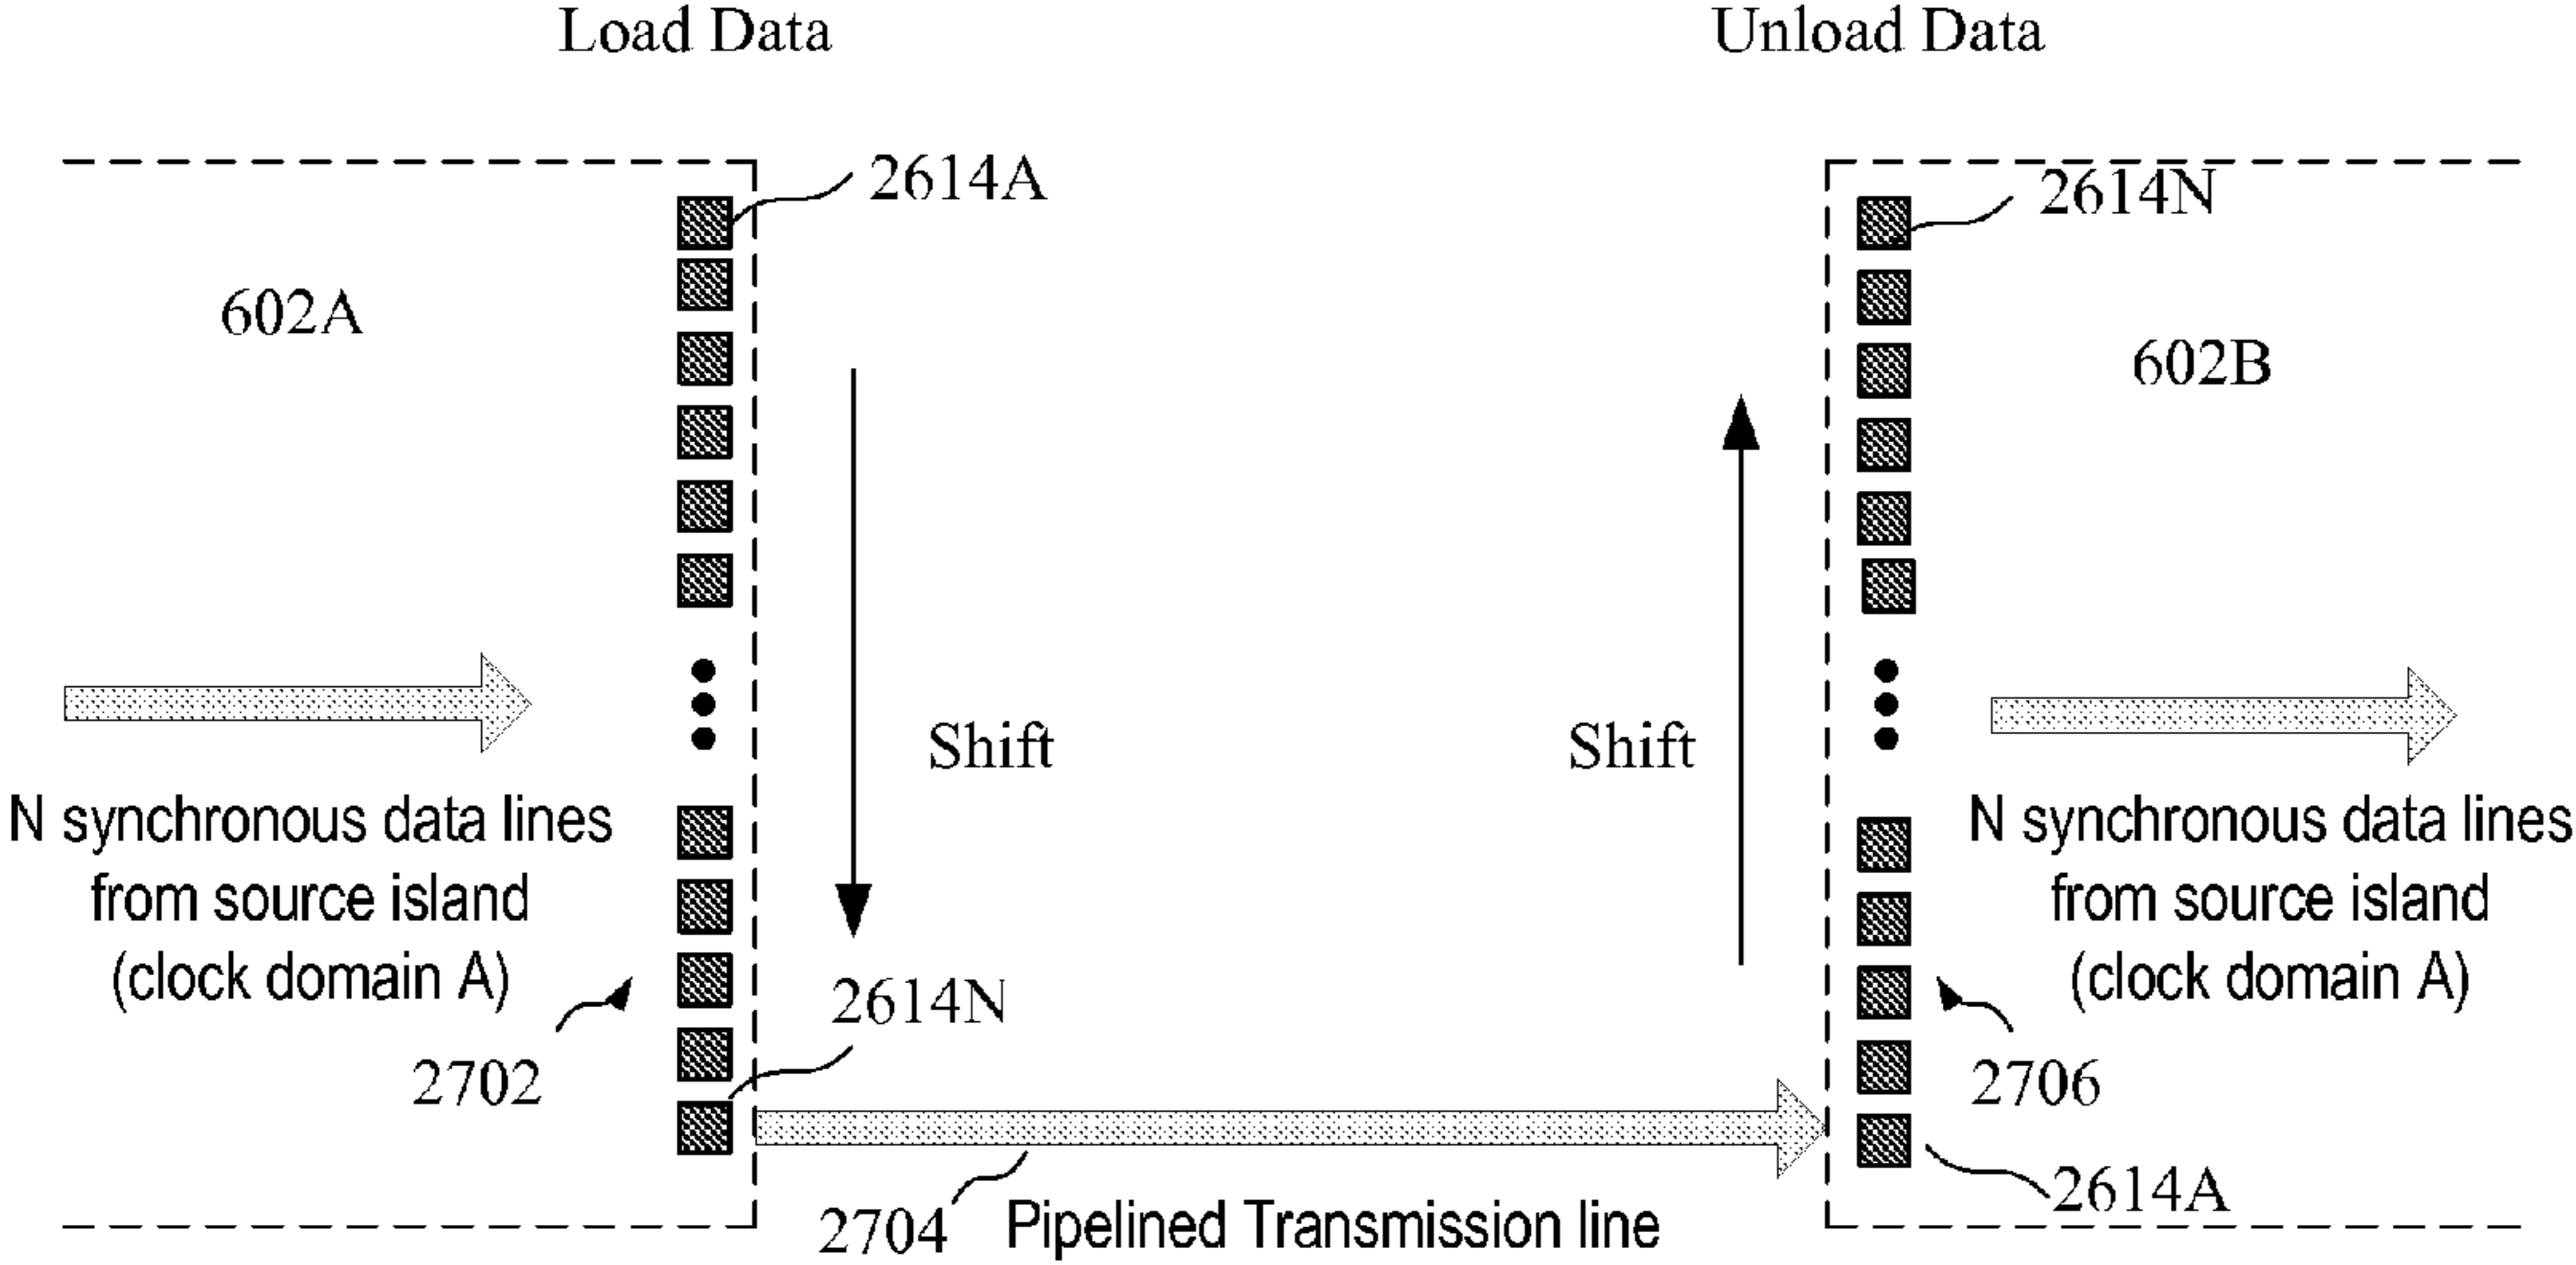 Load Data
Unload Data
2614A
2614N
602A
602B
Shift
Shift
N synchronous data lines
from source island
(clock domain A)
N synchronous data lines
from source island
(clock domain A)
2614N
2702
2706
2614A
2704
Pipelined Transmission line